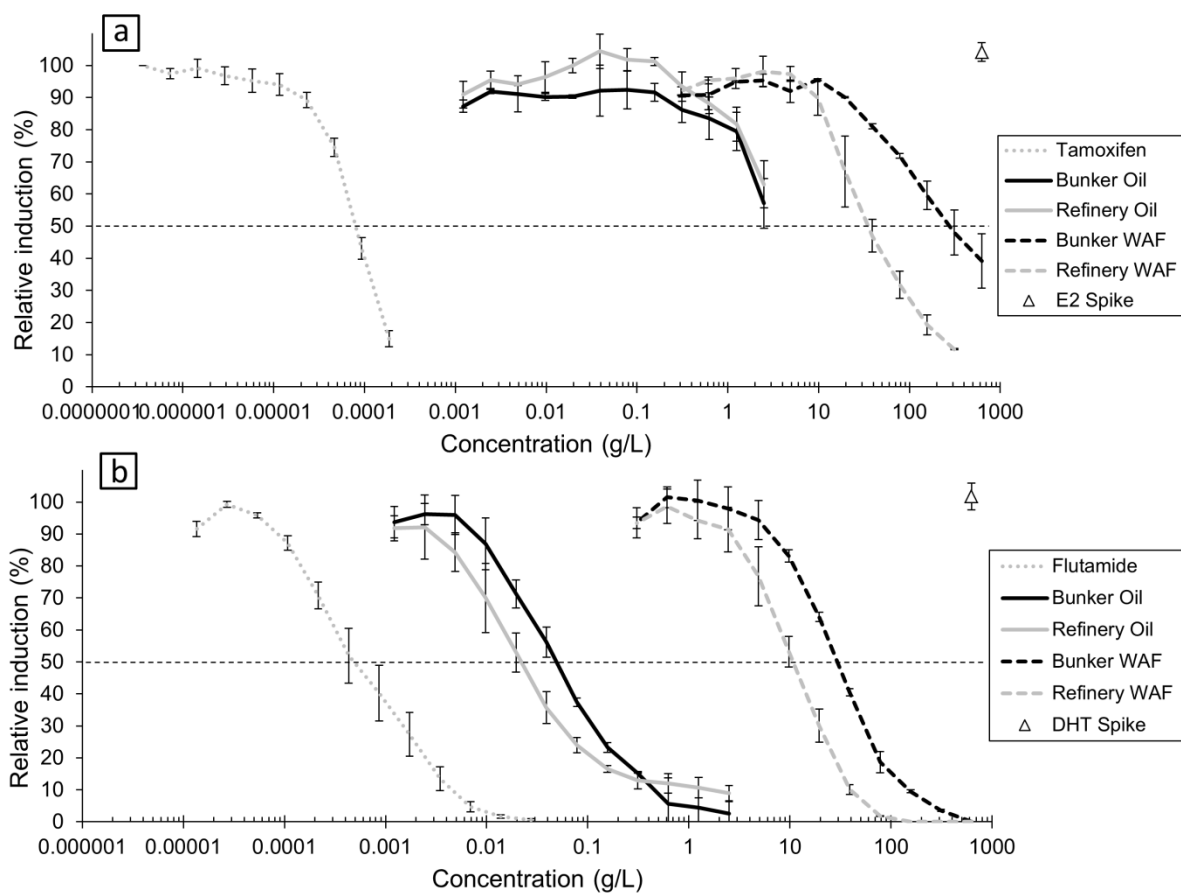 a
Relative induction (%)
100
90
80
70
60
50
40
30
20
10
0
0.0000001 0.000001 0.00001 0.0001 0.001 0.01 0.1 1 10 100 1000
Concentration (g/L)
Tamoxifen
Bunker Oil
Refinery Oil
Bunker WAF
Refinery WAF
E2 Spike
b
Relative induction (%)
100
90
80
70
60
50
40
30
20
10
0
0.000001 0.00001 0.0001 0.001 0.01 0.1 1 10 100 1000
Concentration (g/L)
Flutamide
Bunker Oil
Refinery Oil
Bunker WAF
Refinery WAF
DHT Spike